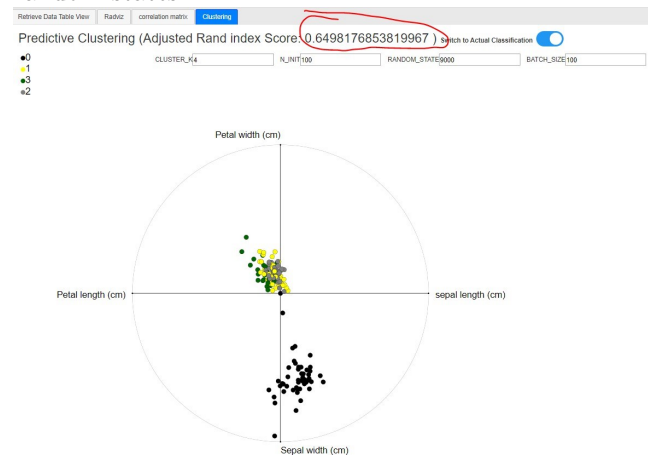 Retrieve Data Table View Radviz correlation matrix Clustering
Predictive Clustering (Adjusted Rand index Score: 0.6498176853819967 ) Switch to Actual Classification
0 CLUSTER_K 4 N_INIT 100 RANDOM_STATE 9000 BATCH_SIZE 100
1
3
2
Petal width (cm)
Petal length (cm) sepal length (cm)
Sepal width (cm)